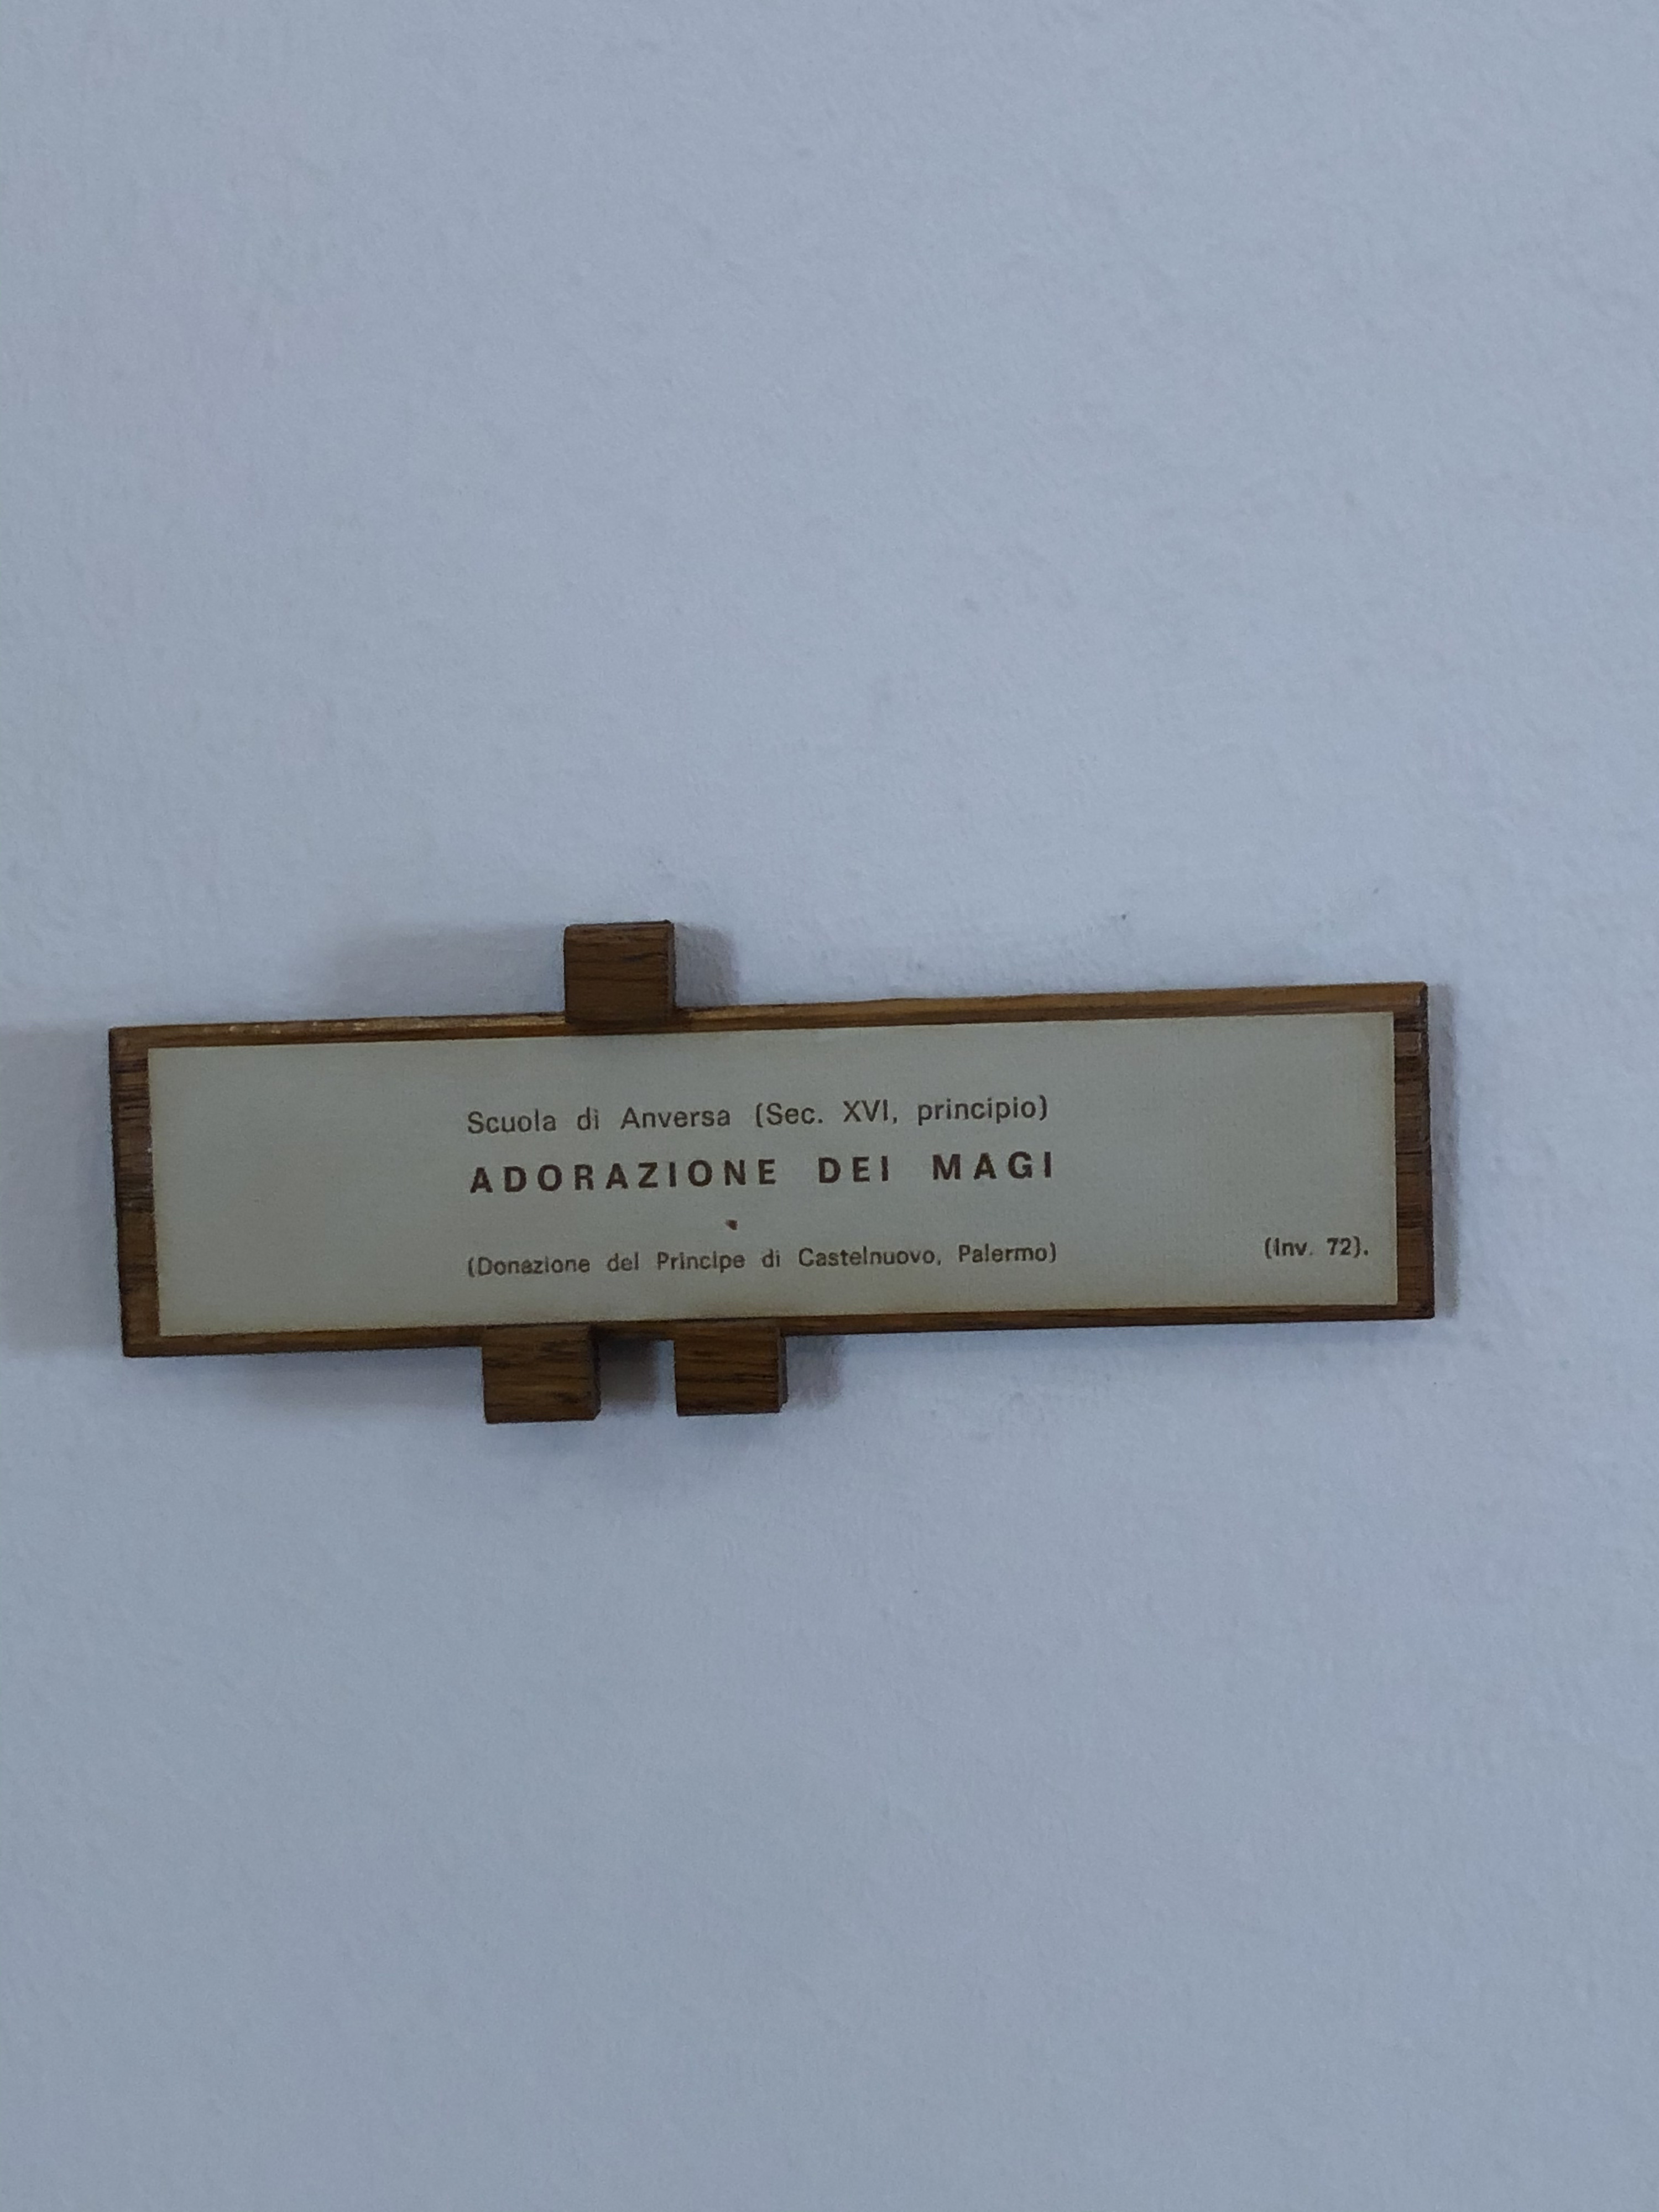 Scuola di Anversa (Sec. XVI, principio)
ADORAZIONE DEI MAGI
(Donazione del Principe di Castelnuovo, Palermo) (Inv. 72).